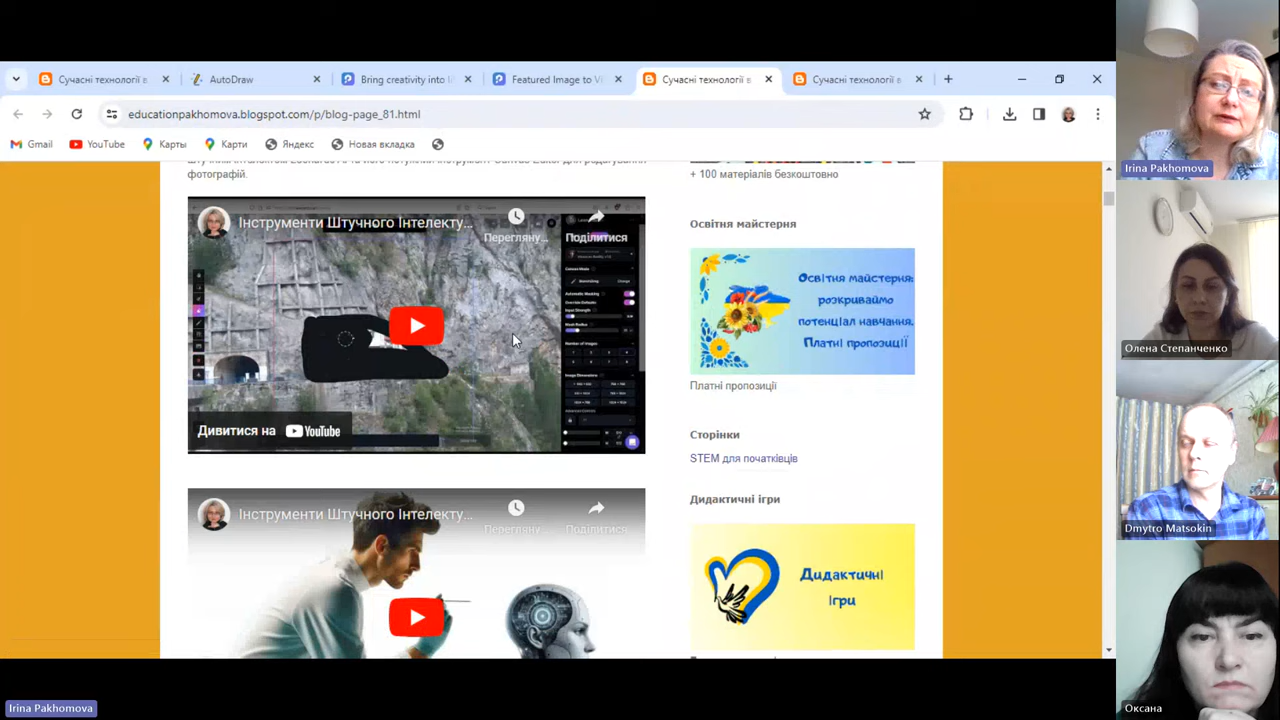 Сучасні технології в
AutoDraw
Bring creativity into
Featured Image to
Сучасні технології в
Сучасні технології в
educationpakhomova.blogspot.com/p/blog-page_81.html
Gmail
YouTube
Карты
Карти
Яндекс
Новая вкладка
фотографій.
Інструменти Штучного Інтелекту...
Перегляну...
Поділитися
Дивитися на YouTube
Інструменти Штучного Інтелекту...
Перегляну...
Поділитися
+ 100 матеріалів безкоштовно
Освітня майстерня
Освітня майстерня:
розкриваймо
потенціал навчання.
Платні пропозиції
Платні пропозиції
Сторінки
STEM для початківців
Дидактичні ігри
Дидактичні
ігри
Irina Pakhomova
Олена Степанченко
Dmytro Matsokin
Оксана
Irina Pakhomova